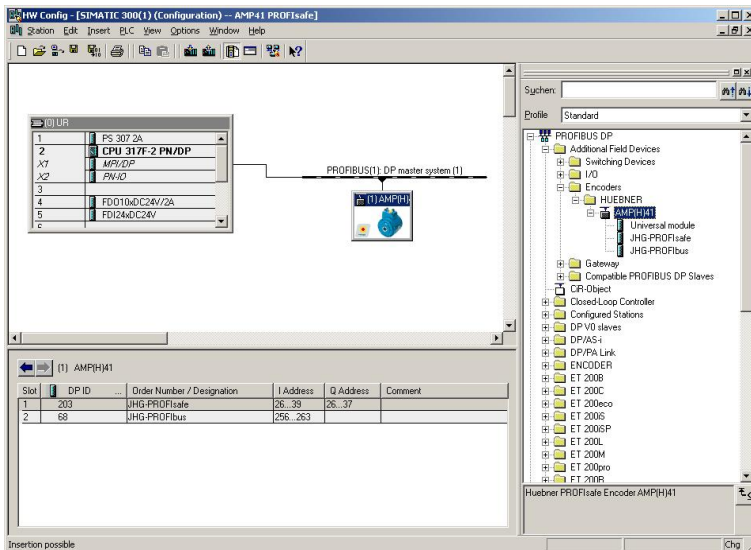 HW Config - [SIMATIC 300(1) (Configuration) -- AMP41 PROFIsafe]
Station Edit Insert PLC View Options Window Help
(0) UR
1 PS 307 2A
2 CPU 317F-2 PN/DP
X1 MPI/DP
X2 PN-IO
3
4 FDO10xDC24V/2A
5 FDI24xDC24V
6
PROFIBUS(1): DP master system (1)
(1) AMP(H)
Suchen:
Profile Standard
PROFIBUS DP
Additional Field Devices
Switching Devices
I/O
Encoders
HUEBNER
AMP(H)41
Universal module
JHG-PROFIsafe
JHG-PROFIbus
Gateway
Compatible PROFIBUS DP Slaves
CiR-Object
Closed-Loop Controller
Configured Stations
DP V0 slaves
DP/AS-i
DP/PA Link
ENCODER
ET 200B
ET 200C
ET 200eco
ET 200iS
ET 200iSP
ET 200L
ET 200M
ET 200pro
ET 200R
Huebner PROFIsafe Encoder AMP(H)41
(1) AMP(H)41
Slot DP ID ... Order Number / Designation I Address Q Address Comment
1 203 JHG-PROFIsafe 26...39 26...37
2 68 JHG-PROFIbus 256...263
Insertion possible
Chg